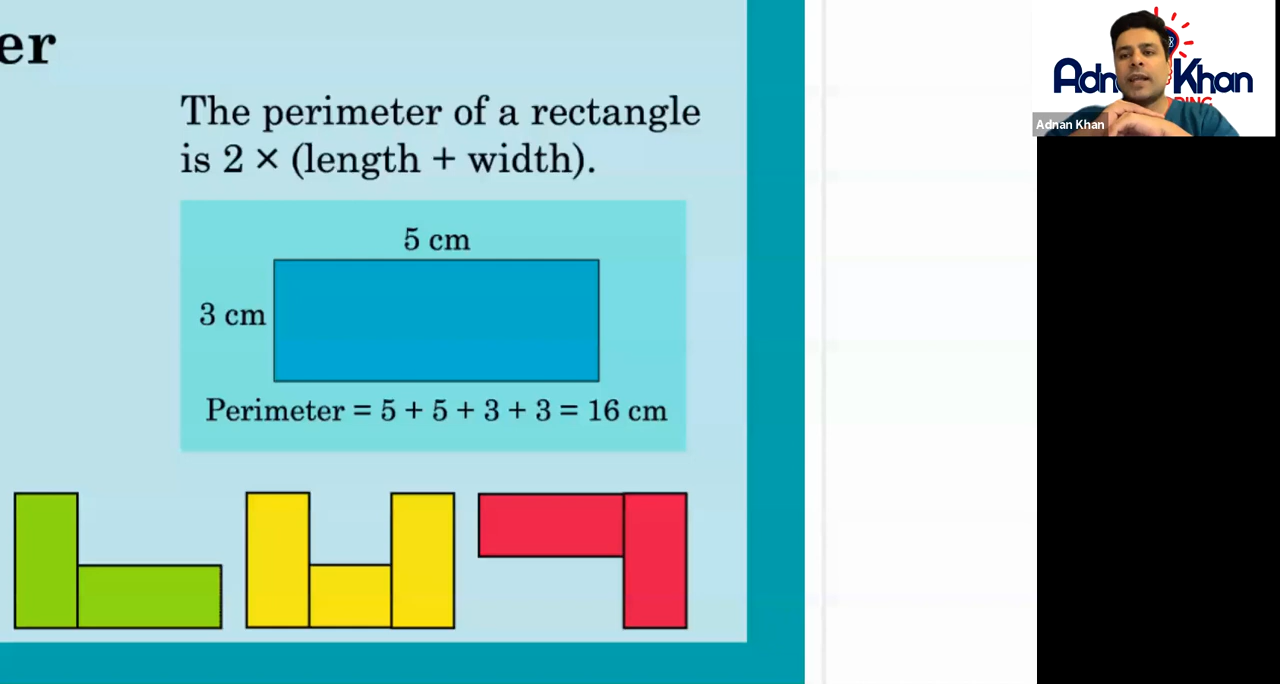 er
The perimeter of a rectangle
is 2 × (length + width).
5 cm
3 cm
Perimeter = 5 + 5 + 3 + 3 = 16 cm
Khan
Adnan Khan